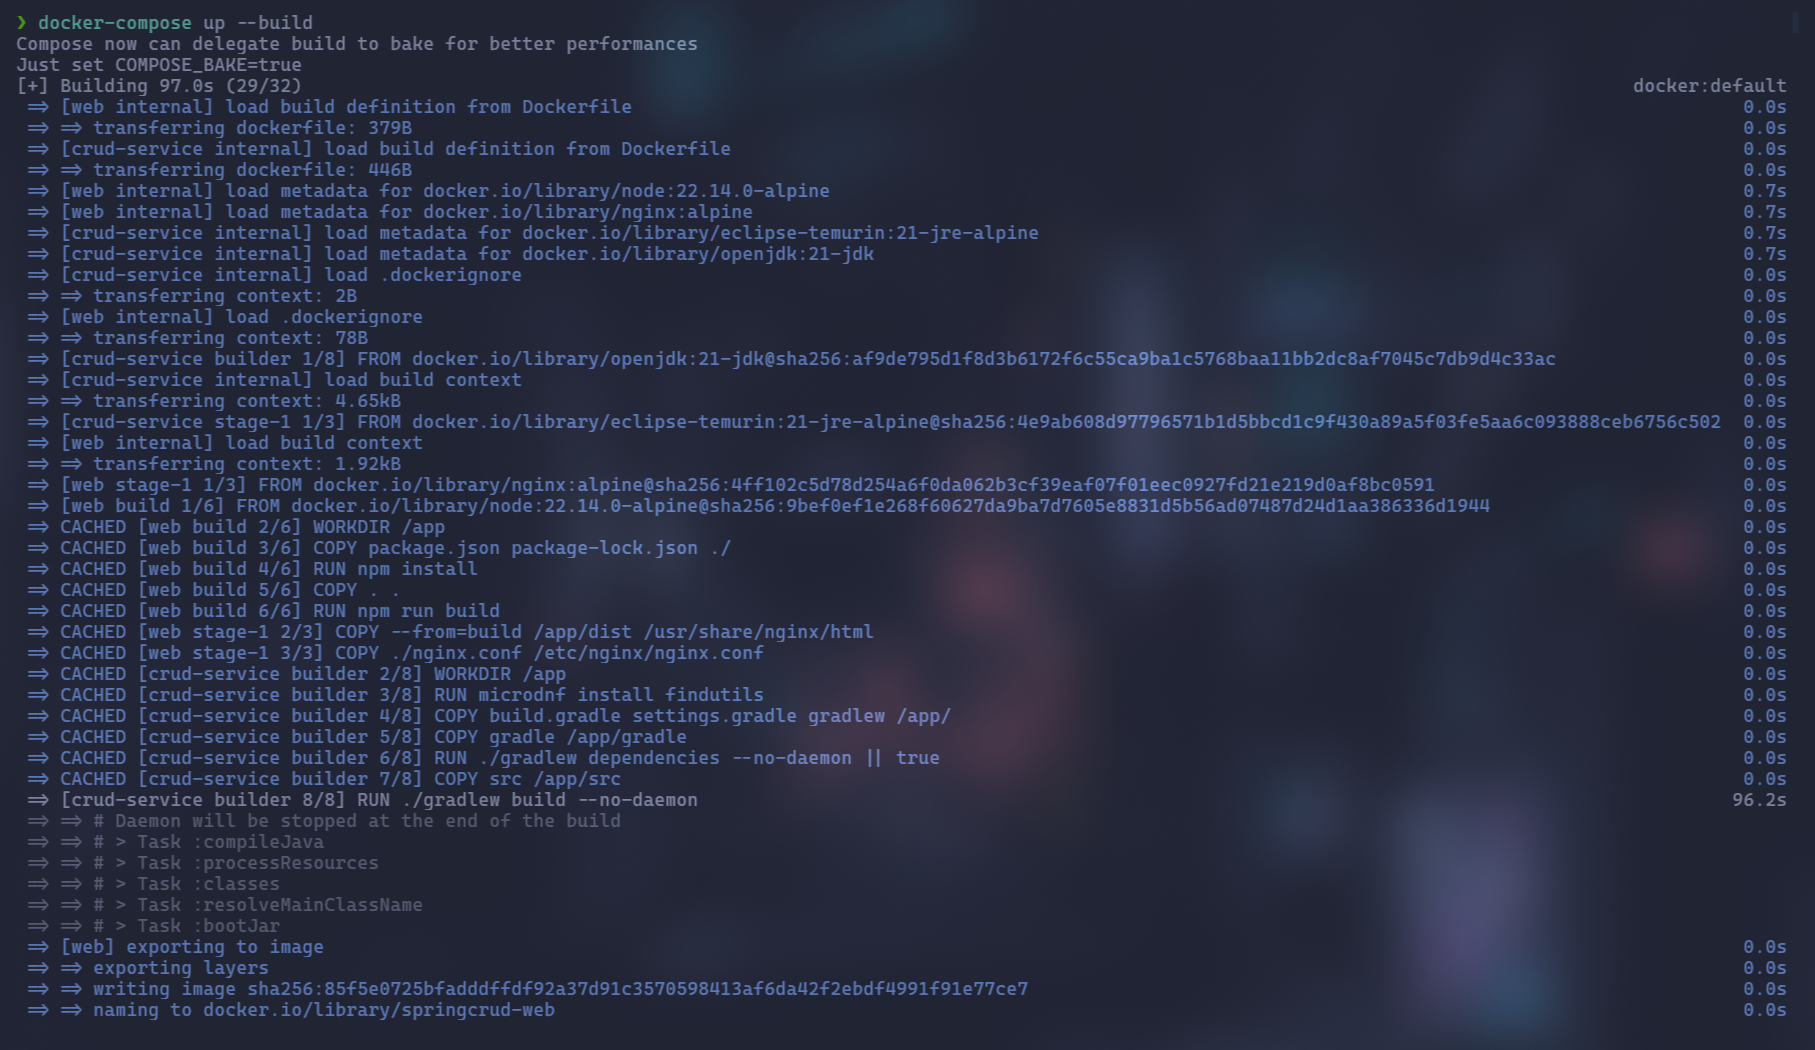 ❯ docker-compose up --build
Compose now can delegate build to bake for better performances
Just set COMPOSE_BAKE=true
[+] Building 97.0s (29/32) docker:default
=> [web internal] load build definition from Dockerfile 0.0s
=> => transferring dockerfile: 379B 0.0s
=> [crud-service internal] load build definition from Dockerfile 0.0s
=> => transferring dockerfile: 446B 0.0s
=> [web internal] load metadata for docker.io/library/node:22.14.0-alpine 0.7s
=> [web internal] load metadata for docker.io/library/nginx:alpine 0.7s
=> [crud-service internal] load metadata for docker.io/library/eclipse-temurin:21-jre-alpine 0.7s
=> [crud-service internal] load metadata for docker.io/library/openjdk:21-jdk 0.7s
=> [crud-service internal] load .dockerignore 0.0s
=> => transferring context: 2B 0.0s
=> [web internal] load .dockerignore 0.0s
=> => transferring context: 78B 0.0s
=> [crud-service builder 1/8] FROM docker.io/library/openjdk:21-jdk@sha256:af9de795d1f8d3b6172f6c55ca9ba1c5768baa11bb2dc8af7045c7db9d4c33ac 0.0s
=> [crud-service internal] load build context 0.0s
=> => transferring context: 4.65kB 0.0s
=> [crud-service stage-1 1/3] FROM docker.io/library/eclipse-temurin:21-jre-alpine@sha256:4e9ab608d97796571b1d5bbcd1c9f430a89a5f03fe5aa6c093888ceb6756c502 0.0s
=> [web internal] load build context 0.0s
=> => transferring context: 1.92kB 0.0s
=> [web stage-1 1/3] FROM docker.io/library/nginx:alpine@sha256:4ff102c5d78d254a6f0da062b3cf39eaf07f01eec0927fd21e219d0af8bc0591 0.0s
=> [web build 1/6] FROM docker.io/library/node:22.14.0-alpine@sha256:9bef0ef1e268f60627da9ba7d7605e8831d5b56ad07487d24d1aa386336d1944 0.0s
=> CACHED [web build 2/6] WORKDIR /app 0.0s
=> CACHED [web build 3/6] COPY package.json package-lock.json ./ 0.0s
=> CACHED [web build 4/6] RUN npm install 0.0s
=> CACHED [web build 5/6] COPY . . 0.0s
=> CACHED [web build 6/6] RUN npm run build 0.0s
=> CACHED [web stage-1 2/3] COPY --from=build /app/dist /usr/share/nginx/html 0.0s
=> CACHED [web stage-1 3/3] COPY ./nginx.conf /etc/nginx/nginx.conf 0.0s
=> CACHED [crud-service builder 2/8] WORKDIR /app 0.0s
=> CACHED [crud-service builder 3/8] RUN microdnf install findutils 0.0s
=> CACHED [crud-service builder 4/8] COPY build.gradle settings.gradle gradlew /app/ 0.0s
=> CACHED [crud-service builder 5/8] COPY gradle /app/gradle 0.0s
=> CACHED [crud-service builder 6/8] RUN ./gradlew dependencies --no-daemon || true 0.0s
=> CACHED [crud-service builder 7/8] COPY src /app/src 0.0s
=> [crud-service builder 8/8] RUN ./gradlew build --no-daemon 96.2s
=> => # Daemon will be stopped at the end of the build
=> => # > Task :compileJava
=> => # > Task :processResources
=> => # > Task :classes
=> => # > Task :resolveMainClassName
=> => # > Task :bootJar
=> [web] exporting to image 0.0s
=> => exporting layers 0.0s
=> => writing image sha256:85f5e0725bfadddffdf92a37d91c3570598413af6da42f2ebdf4991f91e77ce7 0.0s
=> => naming to docker.io/library/springcrud-web 0.0s